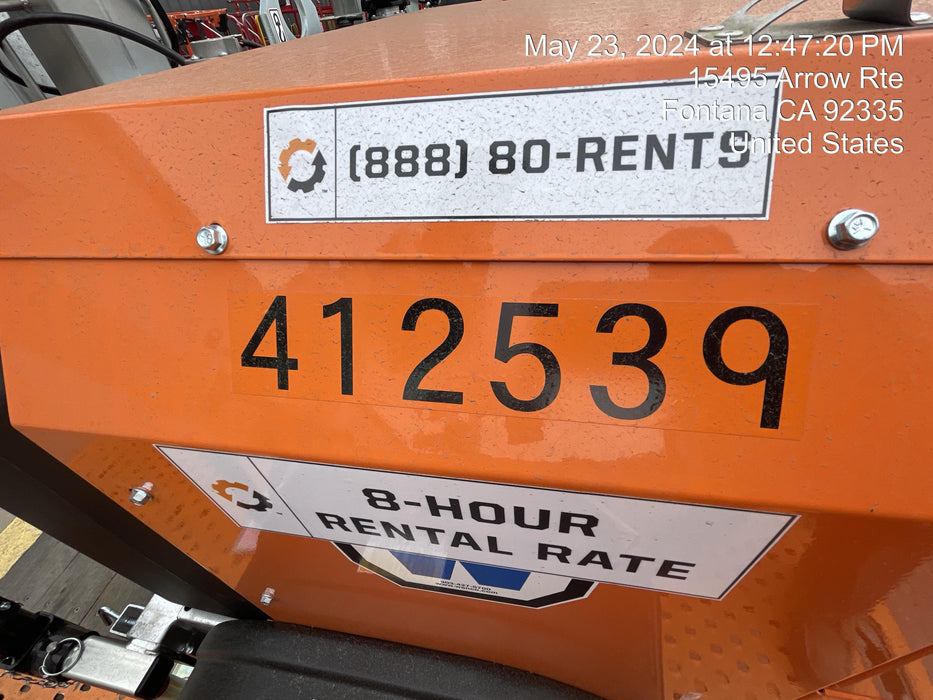 May 23, 2024 at 12:47:20 PM
15495 Arrow Rte
Fontana CA 92335
United States
8
(888) 80-RENTS
412539
8-HOUR
RENTAL RATE